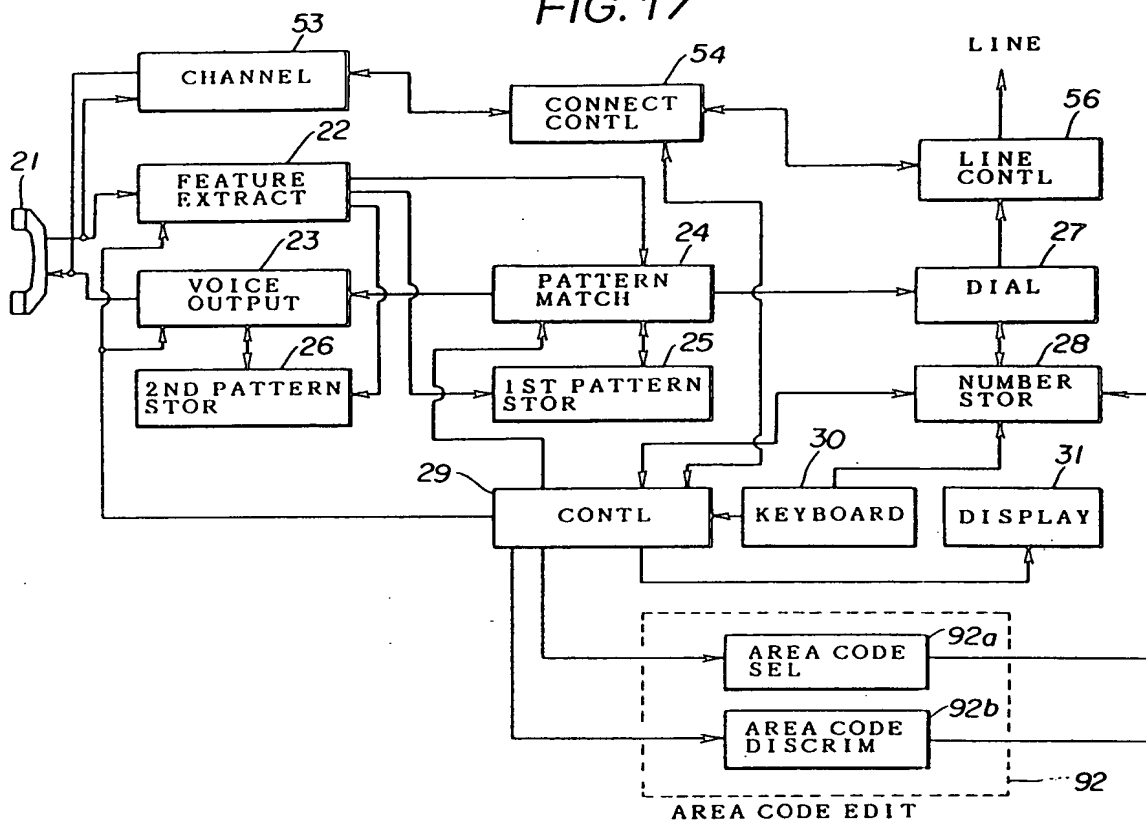 FIG. 17
53
CHANNEL
54
CONNECT
CONTL
LINE
56
LINE
CONTL
21
22
FEATURE
EXTRACT
23
VOICE
OUTPUT
24
PATTERN
MATCH
27
DIAL
26
2ND PATTERN
STOR
25
1ST PATTERN
STOR
28
NUMBER
STOR
29
CONTL
30
KEYBOARD
31
DISPLAY
92a
AREA CODE
SEL
92b
AREA CODE
DISCRIM
92
AREA CODE EDIT